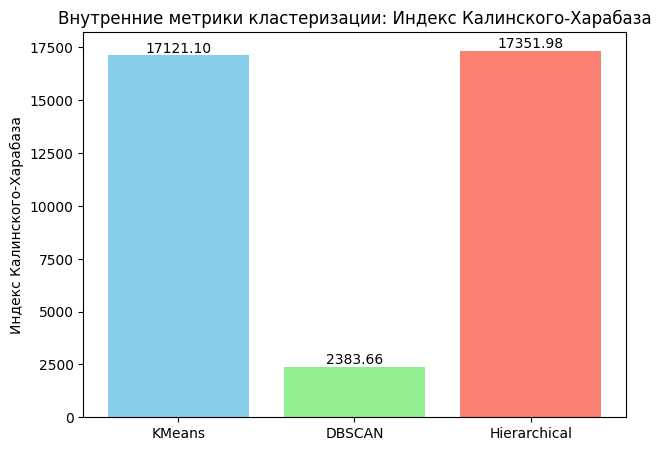 Внутренние метрики кластеризации: Индекс Калинского-Харабаза
Индекс Калинского-Харабаза
17500
15000
12500
10000
7500
5000
2500
0
17121.10
2383.66
17351.98
KMeans
DBSCAN
Hierarchical